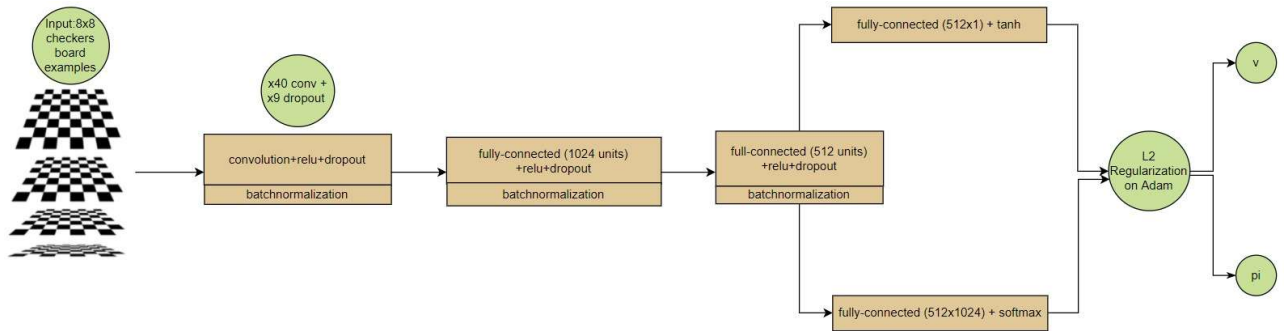 Input:8x8
checkers
board
examples
x40 conv +
x9 dropout
convolution+relu+dropout
batchnormalization
fully-connected (1024 units)
+relu+dropout
batchnormalization
full-connected (512 units)
+relu+dropout
batchnormalization
fully-connected (512x1) + tanh
fully-connected (512x1024) + softmax
L2
Regularization
on Adam
v
pi